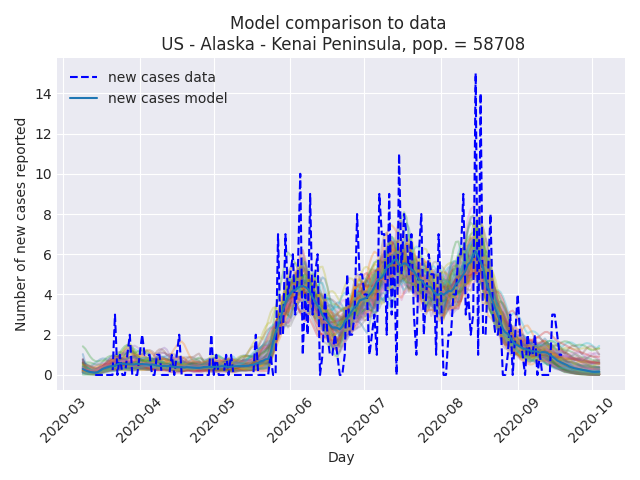 Model comparison to data
US - Alaska - Kenai Peninsula, pop. = 58708
new cases data
new cases model
Number of new cases reported
14
12
10
8
6
4
2
0
2020-03
2020-04
2020-05
2020-06
2020-07
2020-08
2020-09
2020-10
Day